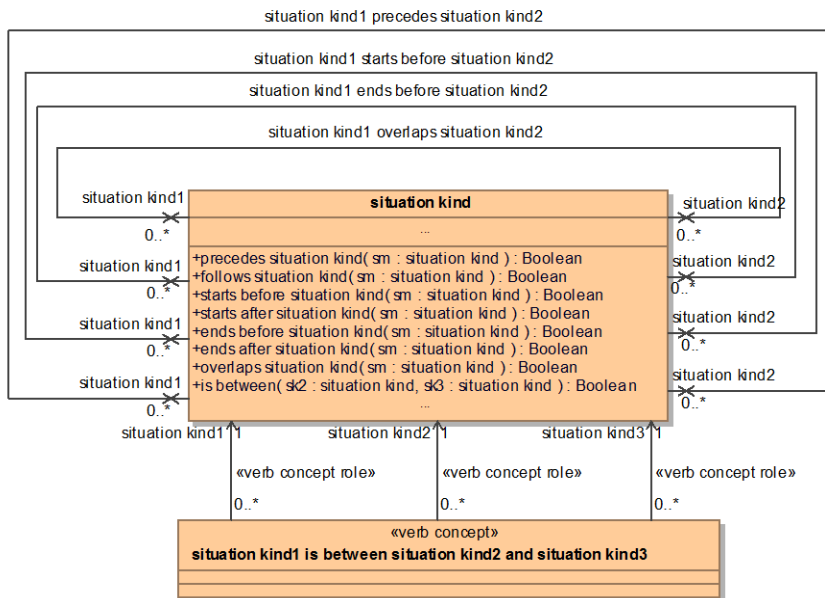 situation kind1 precedes situation kind2
situation kind1 starts before situation kind2
situation kind1 ends before situation kind2
situation kind1 overlaps situation kind2
situation kind1
situation kind
situation kind2
0..*
...
0..*
situation kind1
+precedes situation kind( sm : situation kind ) : Boolean
situation kind2
+follows situation kind( sm : situation kind ) : Boolean
0..*
+starts before situation kind( sm : situation kind ) : Boolean
0..*
+starts after situation kind( sm : situation kind ) : Boolean
situation kind1
+ends before situation kind( sm : situation kind ) : Boolean
situation kind2
0..*
+ends after situation kind( sm : situation kind ) : Boolean
0..*
+overlaps situation kind( sm : situation kind ) : Boolean
situation kind1
+is between( sk2 : situation kind, sk3 : situation kind ) : Boolean
situation kind2
0..*
...
0..*
situation kind1 1
situation kind2 1
situation kind3 1
«verb concept role»
«verb concept role»
«verb concept role»
0..*
0..*
0..*
«verb concept»
situation kind1 is between situation kind2 and situation kind3